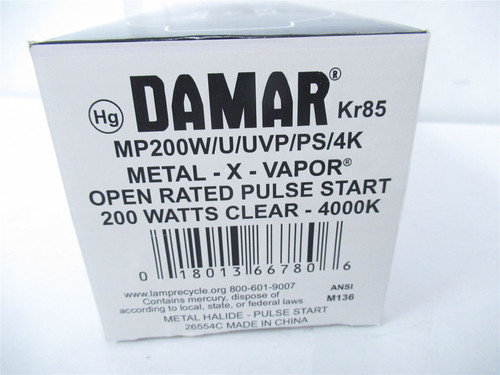 Hg DAMAR® Kr85
MP200W/U/UVP/PS/4K
METAL - X - VAPOR®
OPEN RATED PULSE START
200 WATTS CLEAR - 4000K
0 18013 66780 6
www.lamprecycle.org 800-601-9007
Contains mercury, dispose of
according to local, state, or federal laws
ANSI
M136
METAL HALIDE - PULSE START
26554C MADE IN CHINA